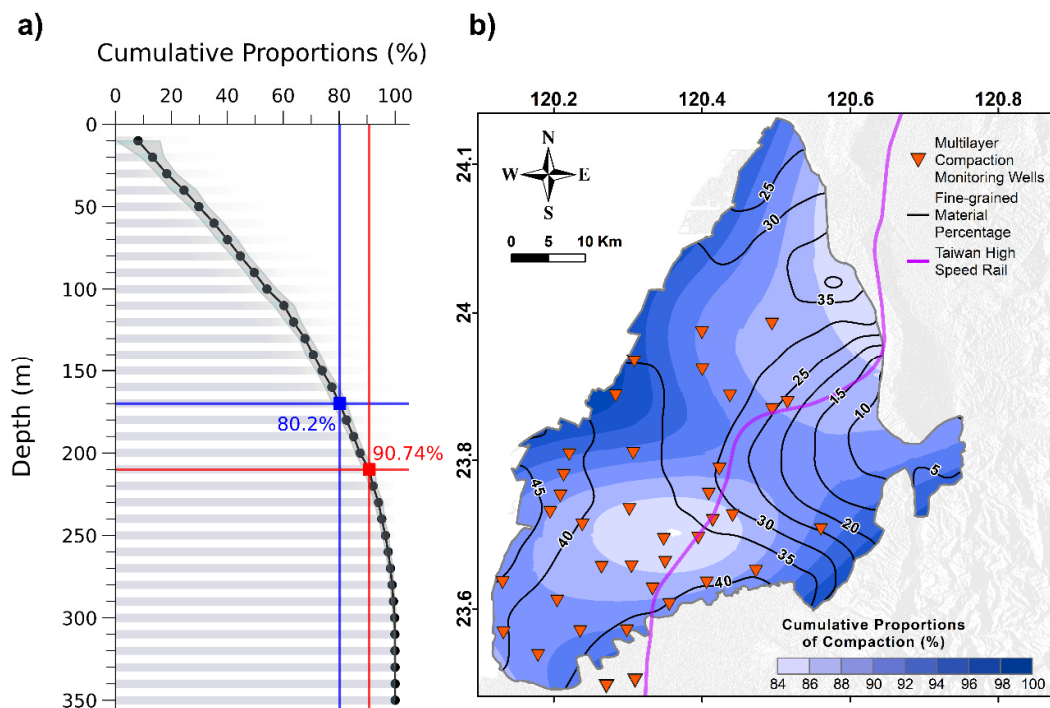 a)
Cumulative Proportions (%)
0 20 40 60 80 100
0
50
100
150
200
250
300
350
Depth (m)
80.2%
90.74%
b)
120.2 120.4 120.6 120.8
24.1
24
23.8
23.6
N
W E
S
0 5 10 Km
Multilayer
Compaction
Monitoring Wells
Fine-grained
Material
Percentage
Taiwan High
Speed Rail
25
30
35
25
15
10
5
45
40
20
30
35
40
Cumulative Proportions
of Compaction (%)
84 86 88 90 92 94 96 98 100